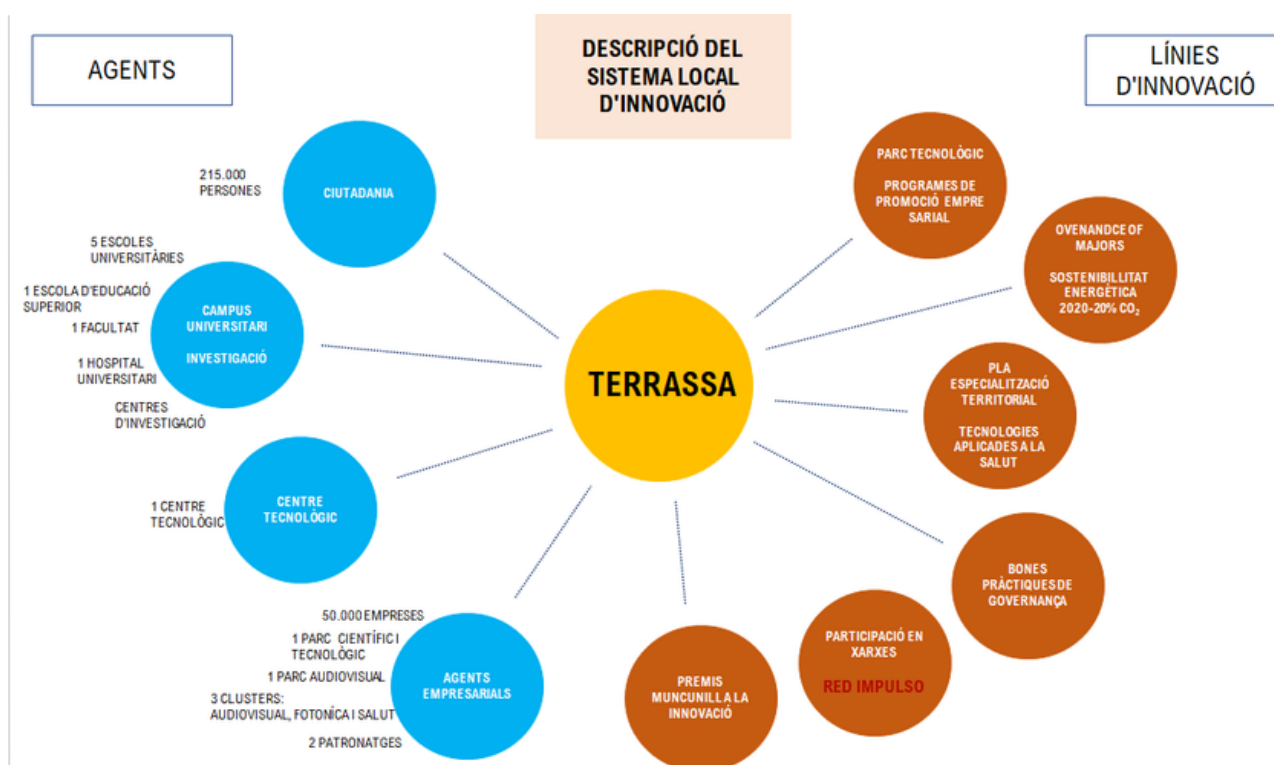 AGENTS
DESCRIPCIÓ DEL
SISTEMA LOCAL
D'INNOVACIÓ
LÍNIES
D'INNOVACIÓ
215.000
PERSONES
CIUTADANIA
5 ESCOLES
UNIVERSITÀRIES
1 ESCOLA D'EDUCACIÓ
SUPERIOR
1 FACULTAT
1 HOSPITAL
UNIVERSITARI
CENTRES
D'INVESTIGACIÓ
CAMPUS
UNIVERSITARI
INVESTIGACIÓ
1 CENTRE
TECNOLÒGIC
CENTRE
TECNOLÒGIC
50.000 EMPRESES
1 PARC CIENTÍFIC I
TECNOLÒGIC
1 PARC AUDIOVISUAL
3 CLUSTERS:
AUDIOVISUAL, FOTONÍCA I SALUT
2 PATRONATGES
AGENTS
EMPRESARIALS
TERRASSA
PARC TECNOLÒGIC
PROGRAMES DE
PROMOCIÓ EMPRE
SARIAL
OVENANDCE OF
MAJORS
SOSTENIBILLITAT
ENERGÈTICA
2020-20% CO₂
PLA
ESPECIALITZACIÓ
TERRITORIAL
TECNOLOGIES
APLICADES A LA
SALUT
BONES
PRÀCTIQUES DE
GOVERNANÇA
PARTICIPACIÓ EN
XARXES
RED IMPULSO
PREMIS
MUNCUNILL A LA
INNOVACIÓ